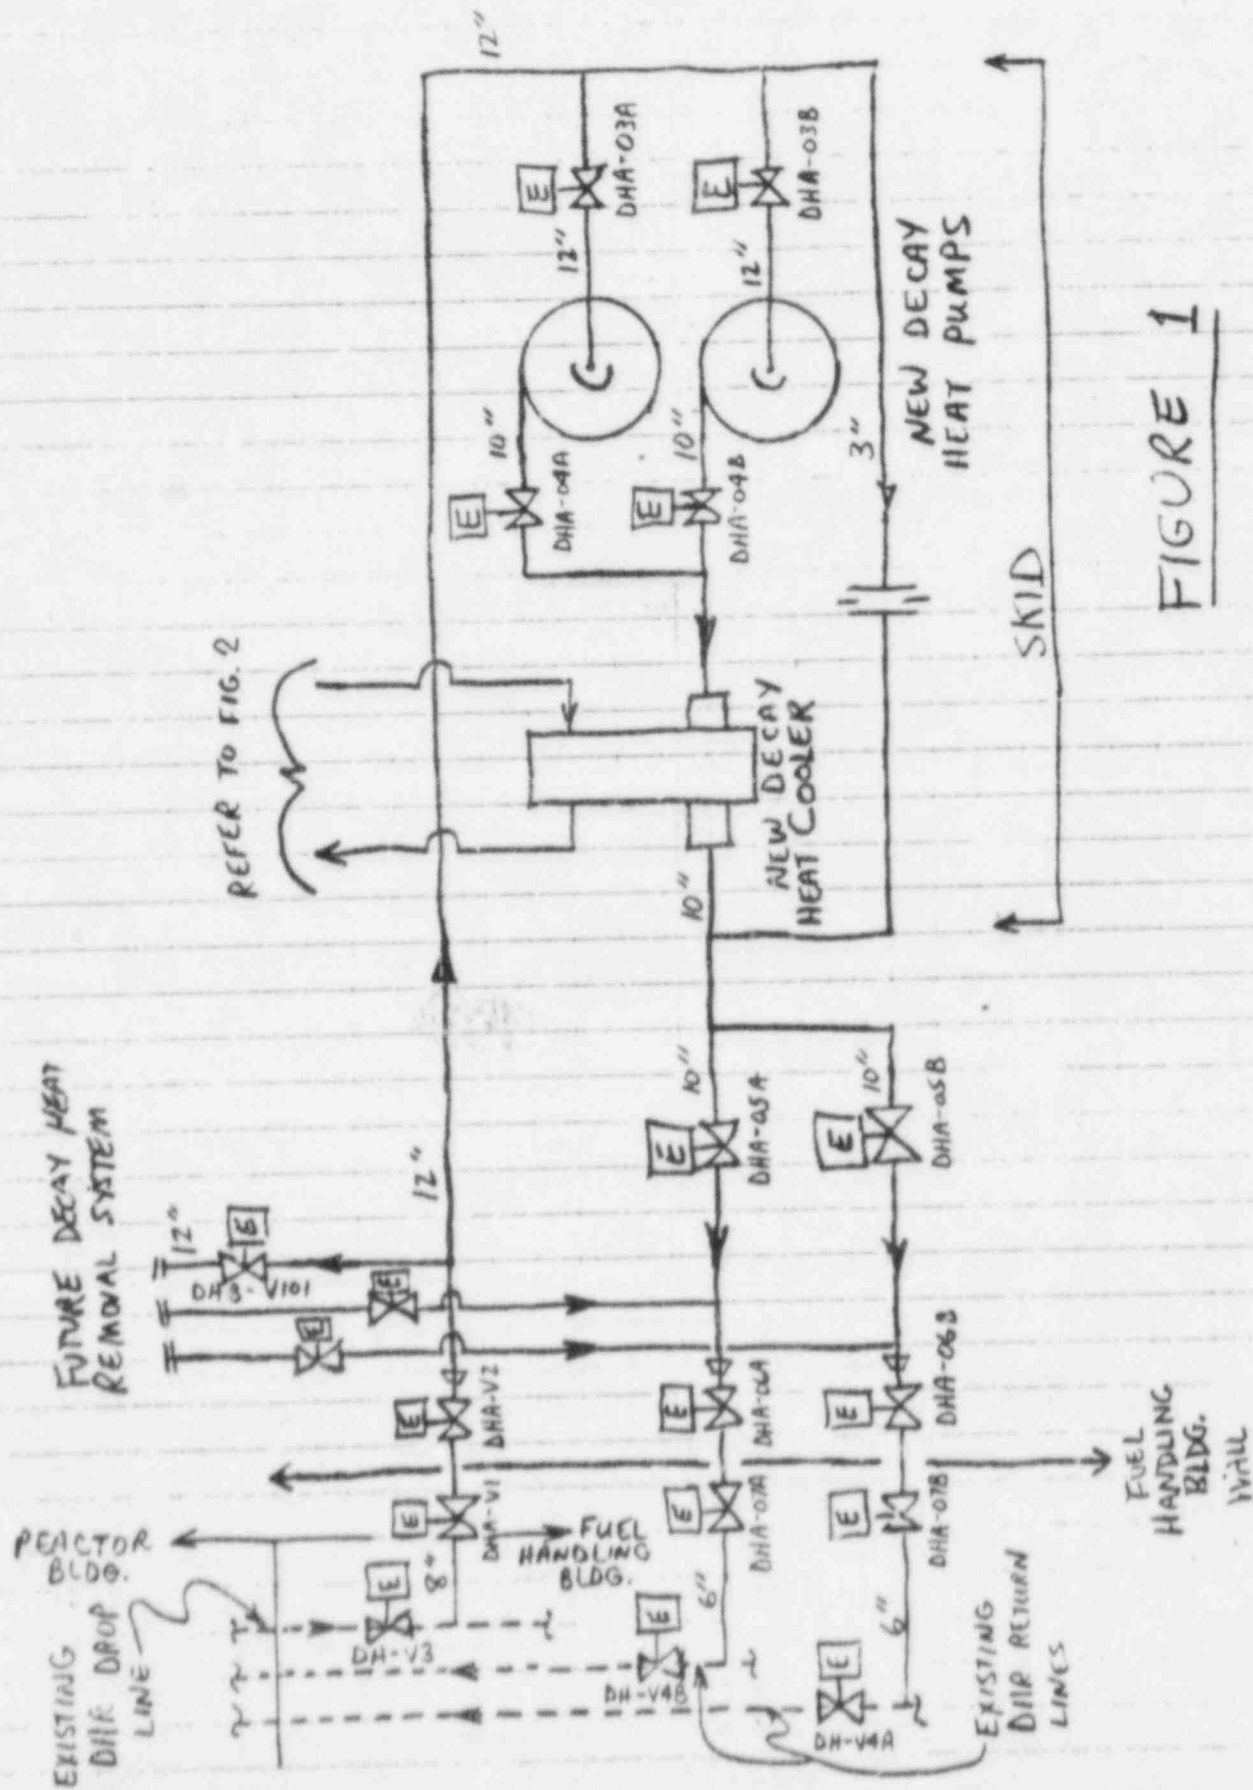 FUTURE DECAY HEAT
REMOVAL SYSTEM
REFER TO FIG. 2
12"
12"
12"
E
DHA-03A
12"
E
DHA-03B
12"
10"
E
DHA-04A
10"
E
DHA-04B
3"
NEW DECAY
HEAT PUMPS
NEW DECAY
HEAT COOLER
10"
SKID
FIGURE 1
10"
E
DHA-05A
10"
E
DHA-05B
E
DHB-V101
E
E
E
DHA-V2
E
DHA-V1
E
DHA-06A
E
DHA-07A
E
DHA-06B
E
DHA-07B
FUEL
HANDLING
BLDG.
WALL
REACTOR
BLDG.
FUEL
HANDLING
BLDG.
8"
E
DH-V3
6"
E
DH-V4B
6"
E
DH-V4A
EXISTING
DHR DROP
LINE
EXISTING
DHR RETURN
LINES